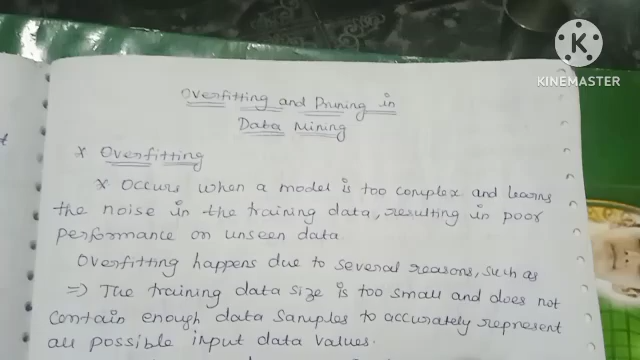 K
KINEMASTER
Overfitting and Pruning in
Data Mining
* Overfitting
* Occurs when a model is too complex and learns
the noise in the training data, resulting in poor
performance on unseen data.
Overfitting happens due to several reasons, such as
=> The training data size is too small and does not
contain enough data samples to accurately represent
all possible input data values.